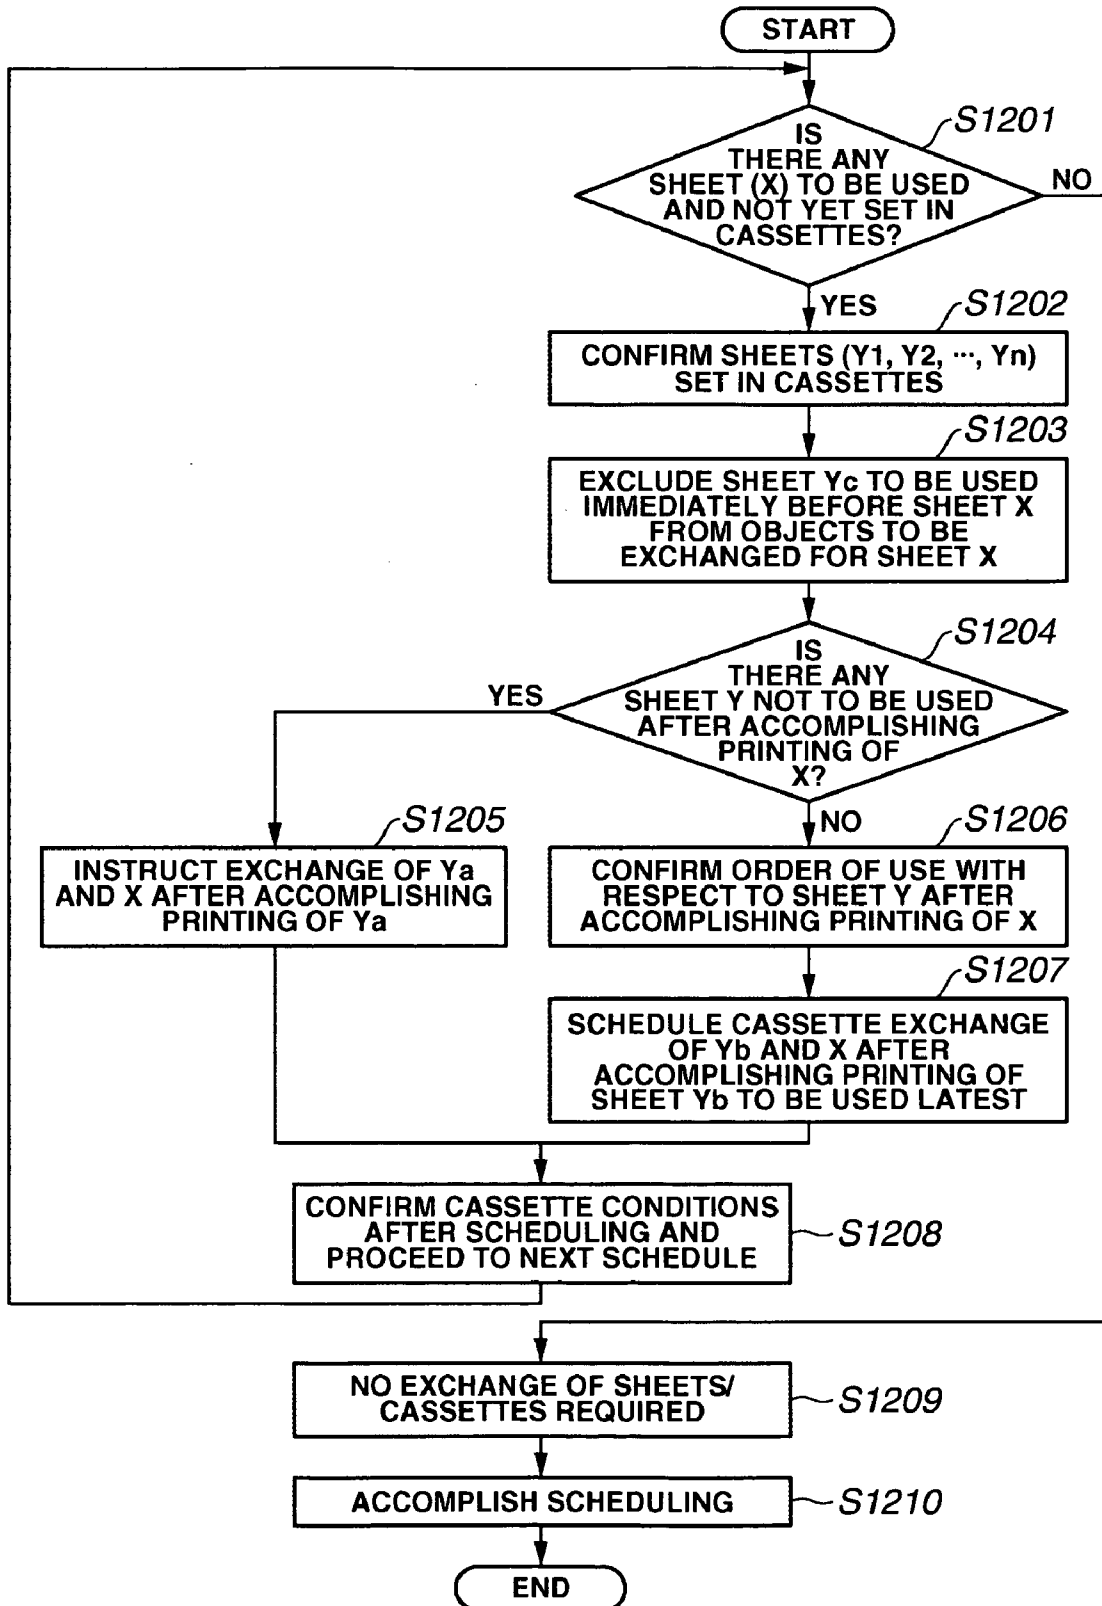 START
S1201
IS
THERE ANY
SHEET (X) TO BE USED
AND NOT YET SET IN
CASSETTES?
NO
YES
S1202
CONFIRM SHEETS (Y1, Y2, ···, Yn)
SET IN CASSETTES
S1203
EXCLUDE SHEET Yc TO BE USED
IMMEDIATELY BEFORE SHEET X
FROM OBJECTS TO BE
EXCHANGED FOR SHEET X
S1204
IS
THERE ANY
SHEET Y NOT TO BE USED
AFTER ACCOMPLISHING
PRINTING OF
X?
YES
NO
S1205
INSTRUCT EXCHANGE OF Ya
AND X AFTER ACCOMPLISHING
PRINTING OF Ya
S1206
CONFIRM ORDER OF USE WITH
RESPECT TO SHEET Y AFTER
ACCOMPLISHING PRINTING OF X
S1207
SCHEDULE CASSETTE EXCHANGE
OF Yb AND X AFTER
ACCOMPLISHING PRINTING OF
SHEET Yb TO BE USED LATEST
CONFIRM CASSETTE CONDITIONS
AFTER SCHEDULING AND
PROCEED TO NEXT SCHEDULE
S1208
NO EXCHANGE OF SHEETS/
CASSETTES REQUIRED
S1209
ACCOMPLISH SCHEDULING
S1210
END